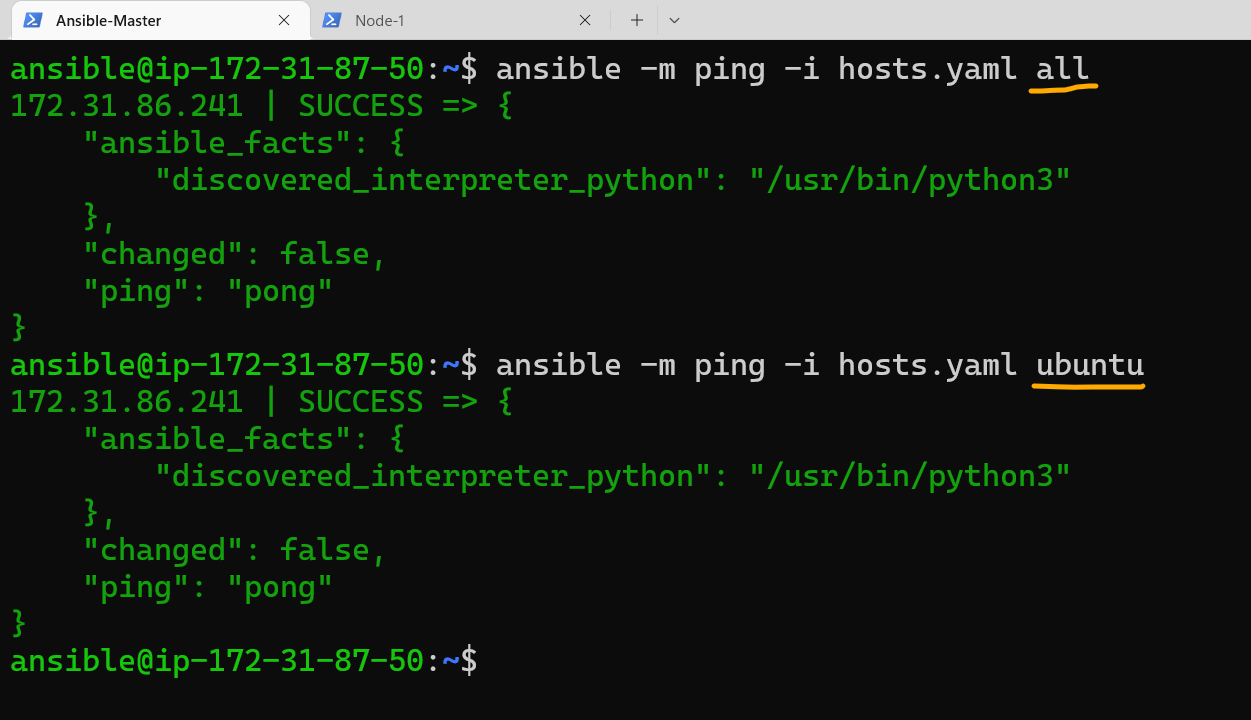 Ansible-Master
Node-1
ansible@ip-172-31-87-50:~$ ansible -m ping -i hosts.yaml all
172.31.86.241 | SUCCESS => {
    "ansible_facts": {
        "discovered_interpreter_python": "/usr/bin/python3"
    },
    "changed": false,
    "ping": "pong"
}
ansible@ip-172-31-87-50:~$ ansible -m ping -i hosts.yaml ubuntu
172.31.86.241 | SUCCESS => {
    "ansible_facts": {
        "discovered_interpreter_python": "/usr/bin/python3"
    },
    "changed": false,
    "ping": "pong"
}
ansible@ip-172-31-87-50:~$